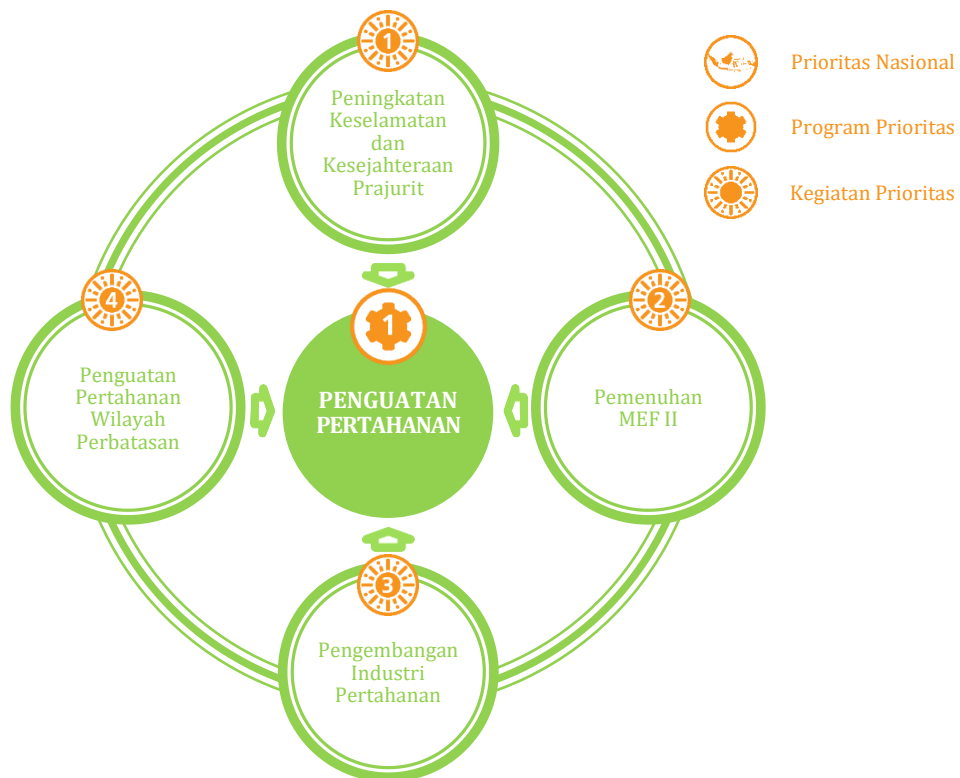 1
Peningkatan
Keselamatan
dan
Kesejahteraan
Prajurit
Prioritas Nasional
Program Prioritas
Kegiatan Prioritas
4
Penguatan
Pertahanan
Wilayah
Perbatasan
1
PENGUATAN
PERTAHANAN
2
Pemenuhan
MEF II
3
Pengembangan
Industri
Pertahanan